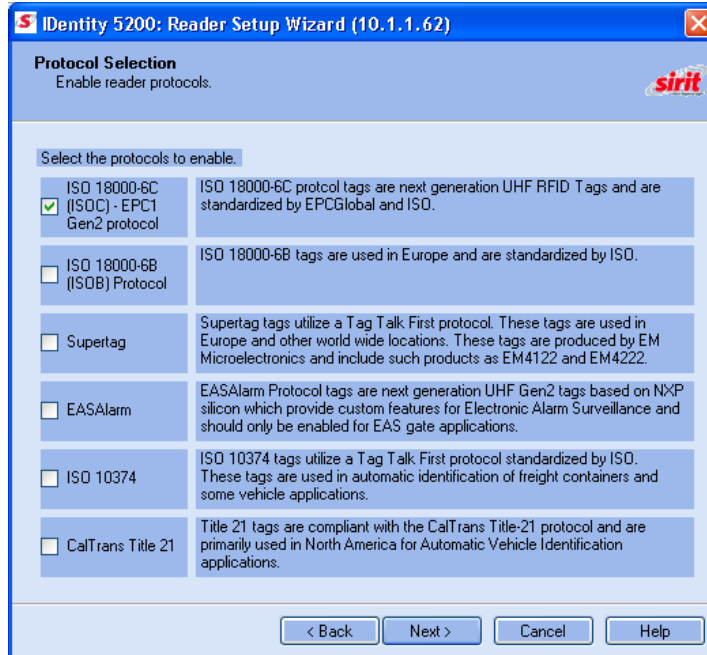 IDentity 5200: Reader Setup Wizard (10.1.1.62)
Protocol Selection
Enable reader protocols.
sirit
Select the protocols to enable.
ISO 18000-6C
(ISOC) - EPC1
Gen2 protocol
ISO 18000-6C protcol tags are next generation UHF RFID Tags and are
standardized by EPCGlobal and ISO.
ISO 18000-6B
(ISOB) Protocol
ISO 18000-6B tags are used in Europe and are standardized by ISO.
Supertag
Supertag tags utilize a Tag Talk First protocol. These tags are used in
Europe and other world wide locations. These tags are produced by EM
Microelectronics and include such products as EM4122 and EM4222.
EASAlarm
EASAlarm Protocol tags are next generation UHF Gen2 tags based on NXP
silicon which provide custom features for Electronic Alarm Surveillance and
should only be enabled for EAS gate applications.
ISO 10374
ISO 10374 tags utilize a Tag Talk First protocol standardized by ISO.
These tags are used in automatic identification of freight containers and
some vehicle applications.
CalTrans Title 21
Title 21 tags are compliant with the CalTrans Title-21 protocol and are
primarily used in North America for Automatic Vehicle Identification
applications.
< Back
Next >
Cancel
Help